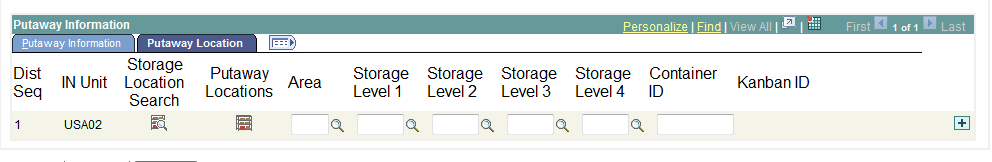 Putaway Information
Personalize | Find | View All | | First 1 of 1 Last
Putaway Information Putaway Location
Dist Seq IN Unit Storage Location Search Putaway Locations Area Storage Level 1 Storage Level 2 Storage Level 3 Storage Level 4 Container ID Kanban ID
1 USA02